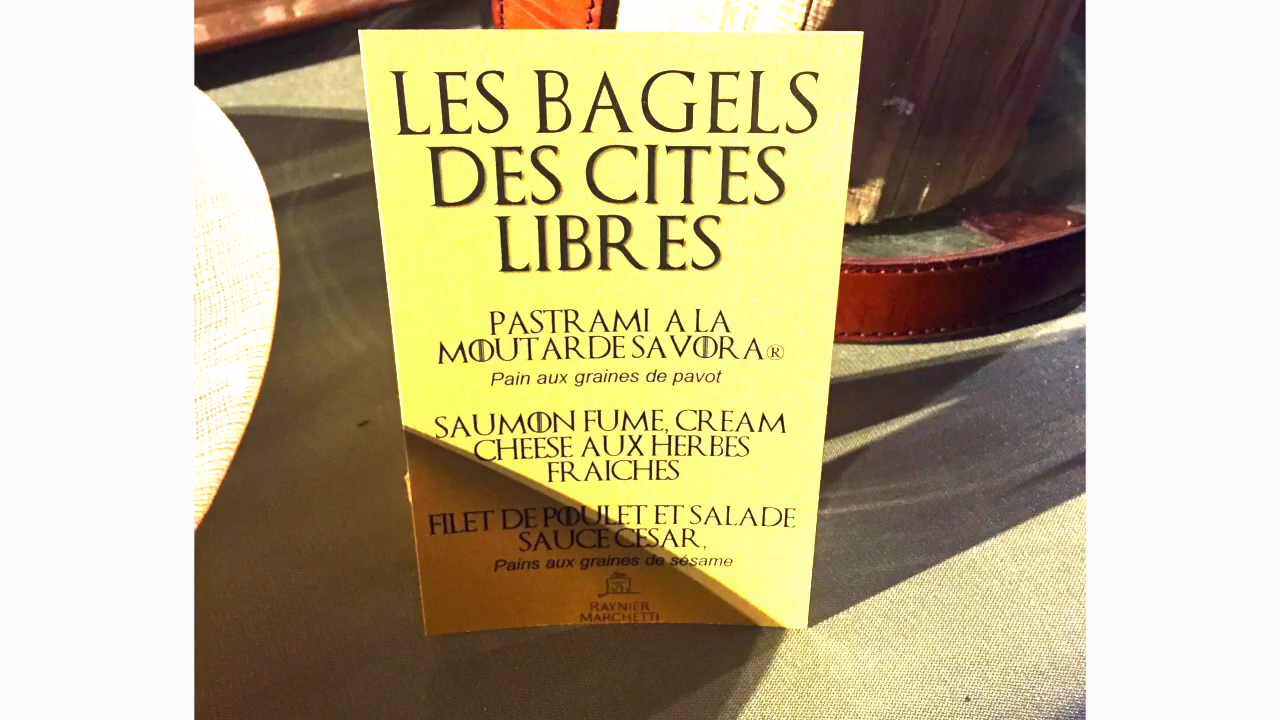 LES BAGELS
DES CITES
LIBRES
PASTRAMI A LA
MOUTARDE SAVORA®
Pain aux graines de pavot
SAUMON FUME, CREAM
CHEESE AUX HERBES
FRAICHES
FILET DE POULET ET SALADE
SAUCE CESAR,
Pains aux graines de sésame
RAYNIER
MARCHETTI